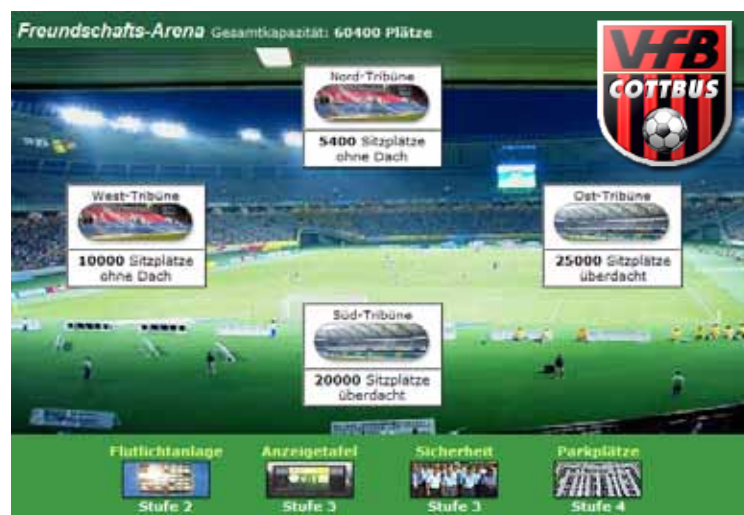 Freundschafts-Arena Gesamtkapazität: 60400 Plätze
VfB
COTTBUS
Nord-Tribüne
5400 Sitzplätze
ohne Dach
West-Tribüne
10000 Sitzplätze
ohne Dach
Ost-Tribüne
25000 Sitzplätze
überdacht
Süd-Tribüne
20000 Sitzplätze
überdacht
Flutlichtanlage
Anzeigetafel
Sicherheit
Parkplätze
Stufe 2
Stufe 3
Stufe 3
Stufe 4